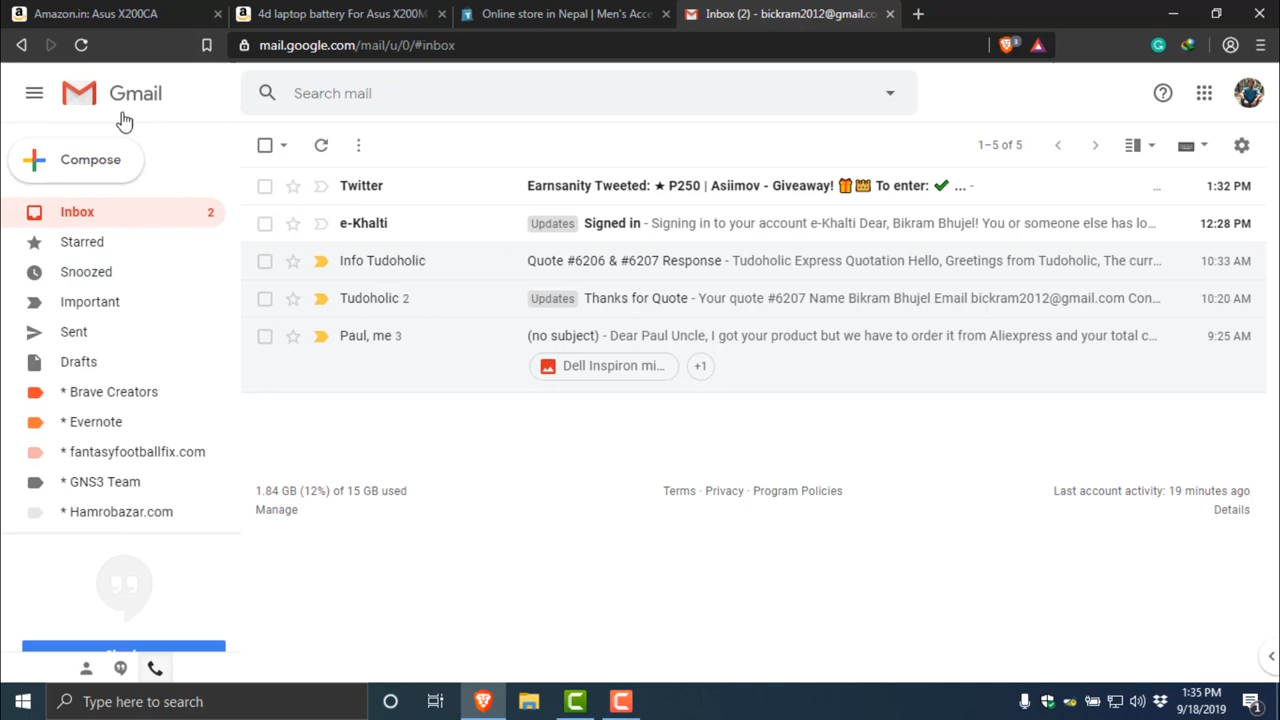 Amazon.in: Asus X200CA
4d laptop battery For Asus X200M
Online store in Nepal | Men's Acce
Inbox (2) - bickram2012@gmail.co
mail.google.com/mail/u/0/#inbox
3
Gmail
Search mail
Compose
1–5 of 5
Inbox 2
Starred
Snoozed
Important
Sent
Drafts
* Brave Creators
* Evernote
* fantasyfootballfix.com
* GNS3 Team
* Hamrobazar.com
Twitter Earnsanity Tweeted: ★ P250 | Asiimov - Giveaway! 🎁 👑 To enter: ✔ ... - ... 1:32 PM
e-Khalti Updates Signed in - Signing in to your account e-Khalti Dear, Bikram Bhujel! You or someone else has lo... 12:28 PM
Info Tudoholic Quote #6206 & #6207 Response - Tudoholic Express Quotation Hello, Greetings from Tudoholic, The curr... 10:33 AM
Tudoholic 2 Updates Thanks for Quote - Your quote #6207 Name Bikram Bhujel Email bickram2012@gmail.com Con... 10:20 AM
Paul, me 3 (no subject) - Dear Paul Uncle, I got your product but we have to order it from Aliexpress and your total c... 9:25 AM
Dell Inspiron mi... +1
1.84 GB (12%) of 15 GB used
Manage
Terms · Privacy · Program Policies
Last account activity: 19 minutes ago
Details
Type here to search
1:35 PM
9/18/2019
1